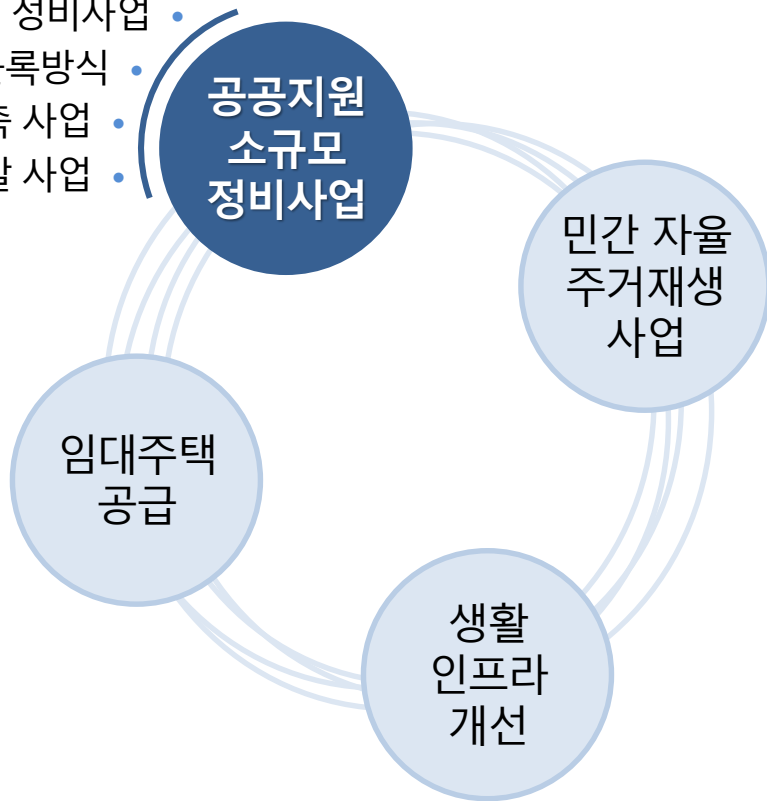 정비사업
록방식
사업
사업
공공지원
소규모
정비사업
민간 자율
주거재생
사업
임대주택
공급
생활
인프라
개선